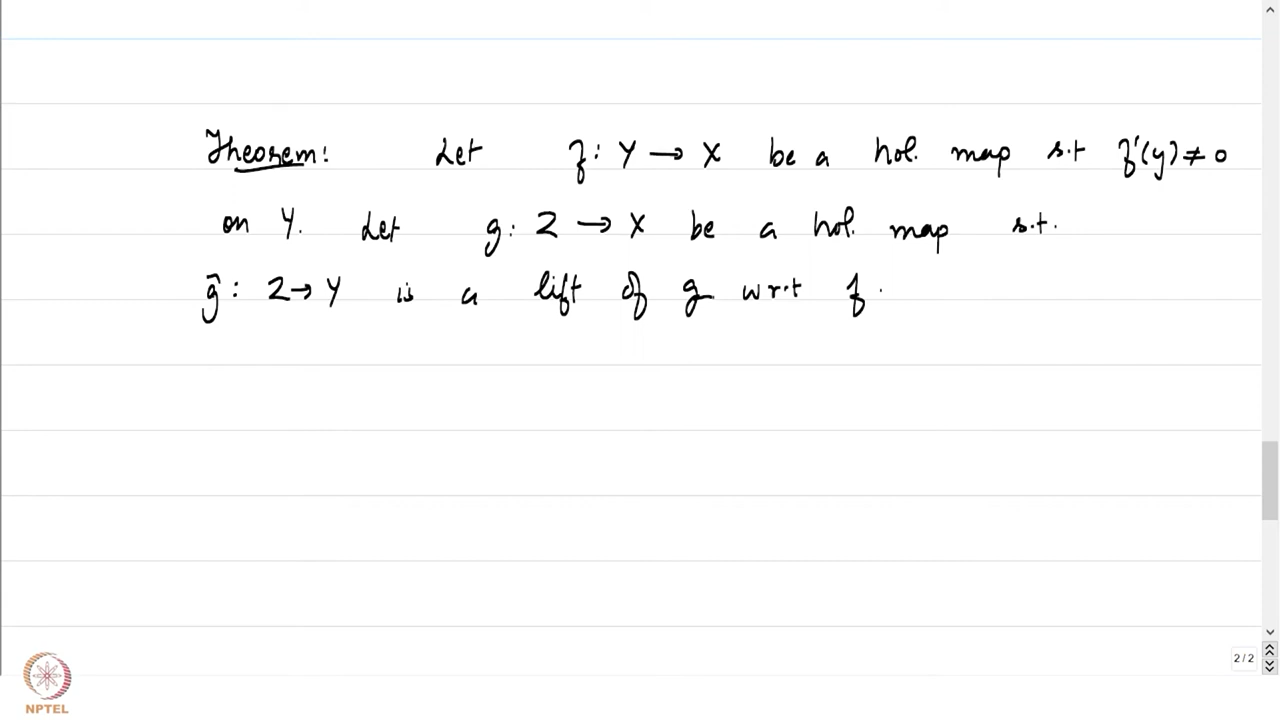 Theorem: Let f: Y → X be a hol. map s.t f'(y) ≠ 0
on Y. Let g: Z → X be a hol. map s.t.
g̃: Z → Y is a lift of g w.r.t f.
2 / 2
NPTEL